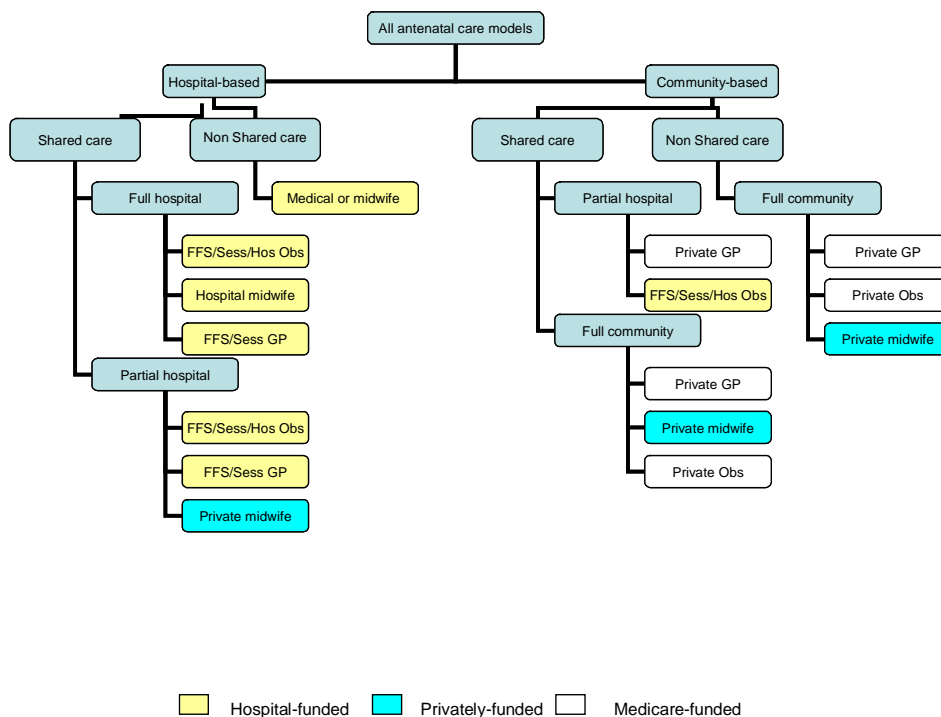 All antenatal care models
Hospital-based
Community-based
Shared care
Non Shared care
Shared care
Non Shared care
Full hospital
Medical or midwife
Partial hospital
Full community
FFS/Sess/Hos Obs
Private GP
Private GP
Hospital midwife
FFS/Sess/Hos Obs
Private Obs
FFS/Sess GP
Full community
Private midwife
Partial hospital
Private GP
FFS/Sess/Hos Obs
Private midwife
FFS/Sess GP
Private Obs
Private midwife
Hospital-funded
Privately-funded
Medicare-funded